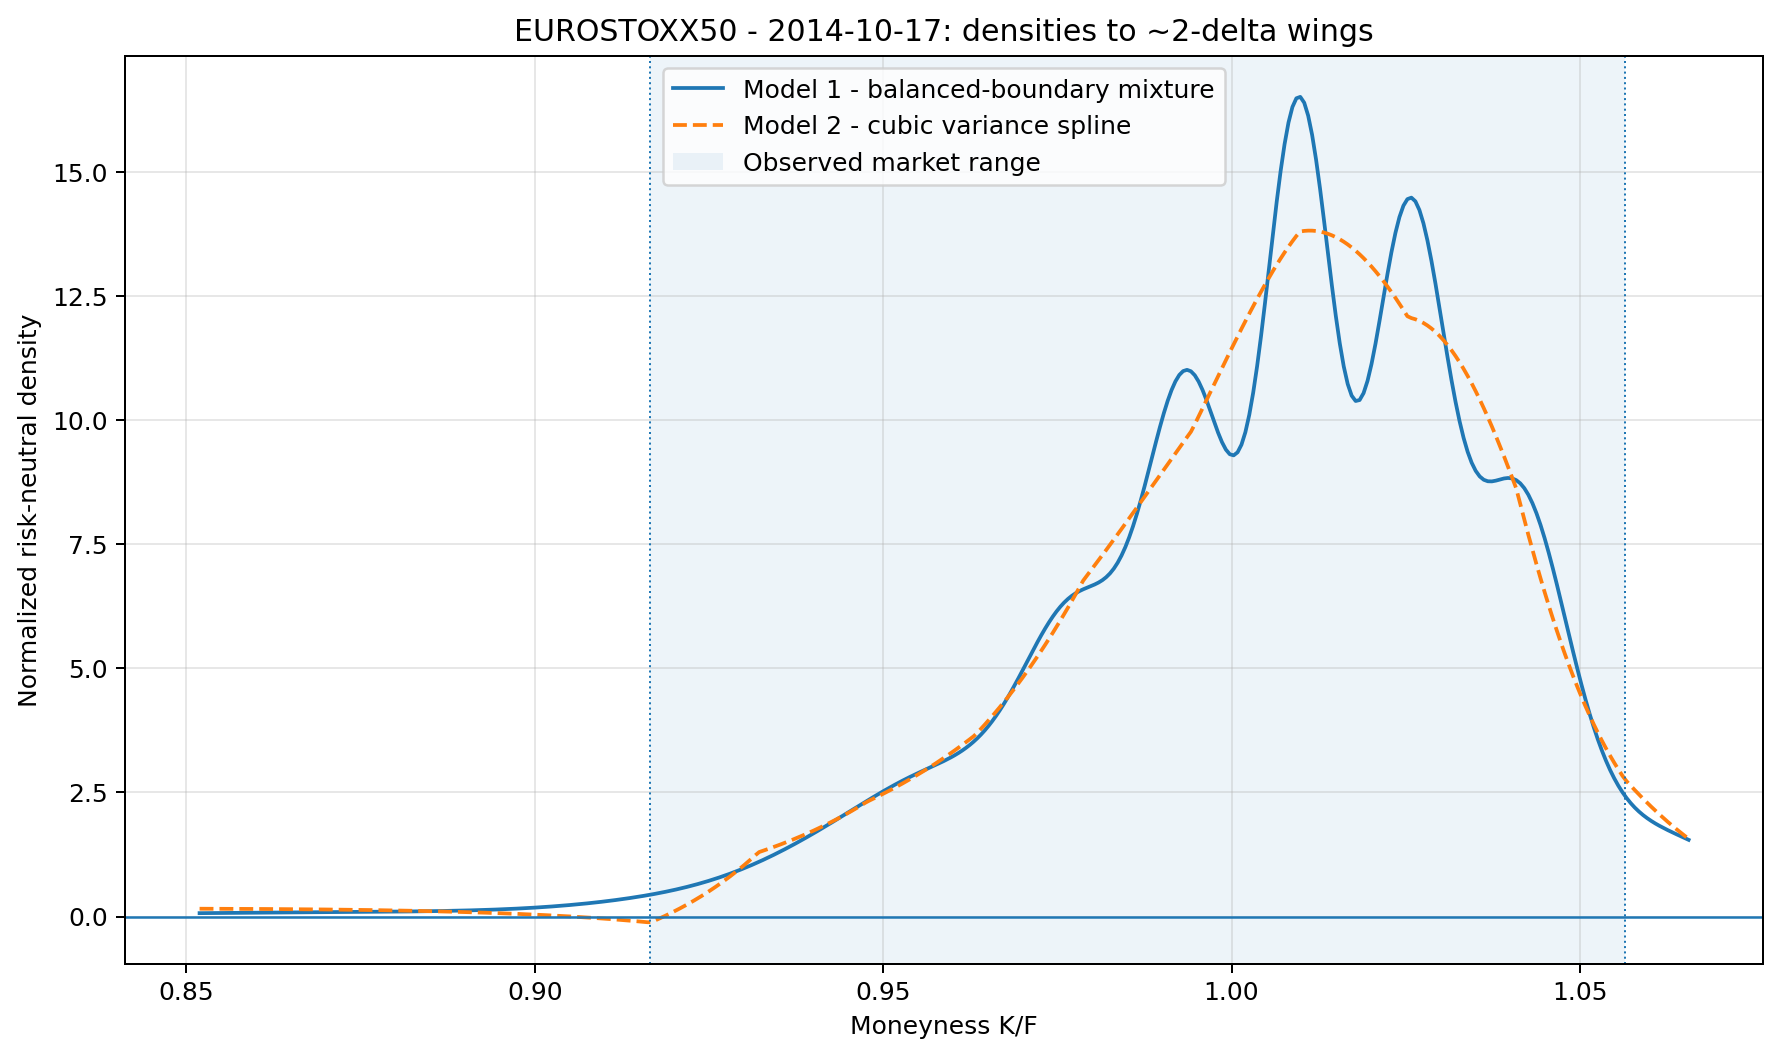 EUROSTOXX50 - 2014-10-17: densities to ~2-delta wings
Model 1 - balanced-boundary mixture
Model 2 - cubic variance spline
Observed market range
Normalized risk-neutral density
15.0
12.5
10.0
7.5
5.0
2.5
0.0
0.85
0.90
0.95
1.00
1.05
Moneyness K/F